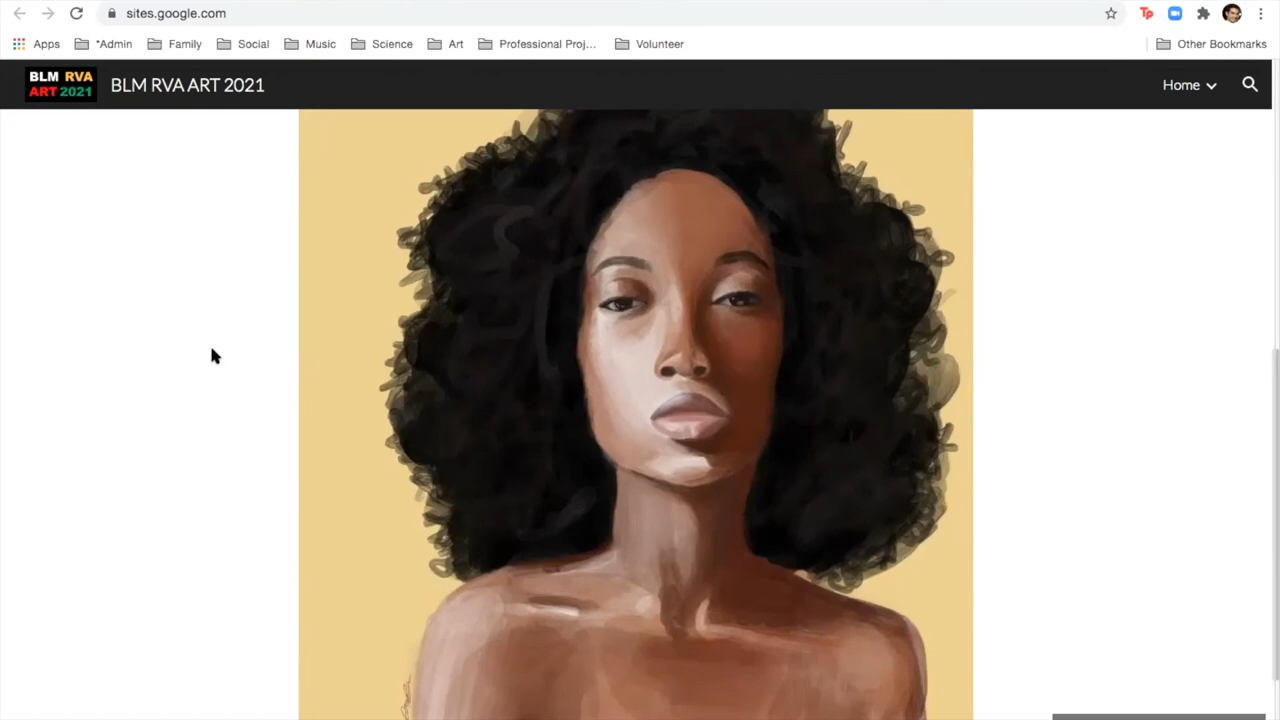 sites.google.com
Apps *Admin Family Social Music Science Art Professional Proj... Volunteer Other Bookmarks
BLM RVA
ART 2021
BLM RVA ART 2021
Home